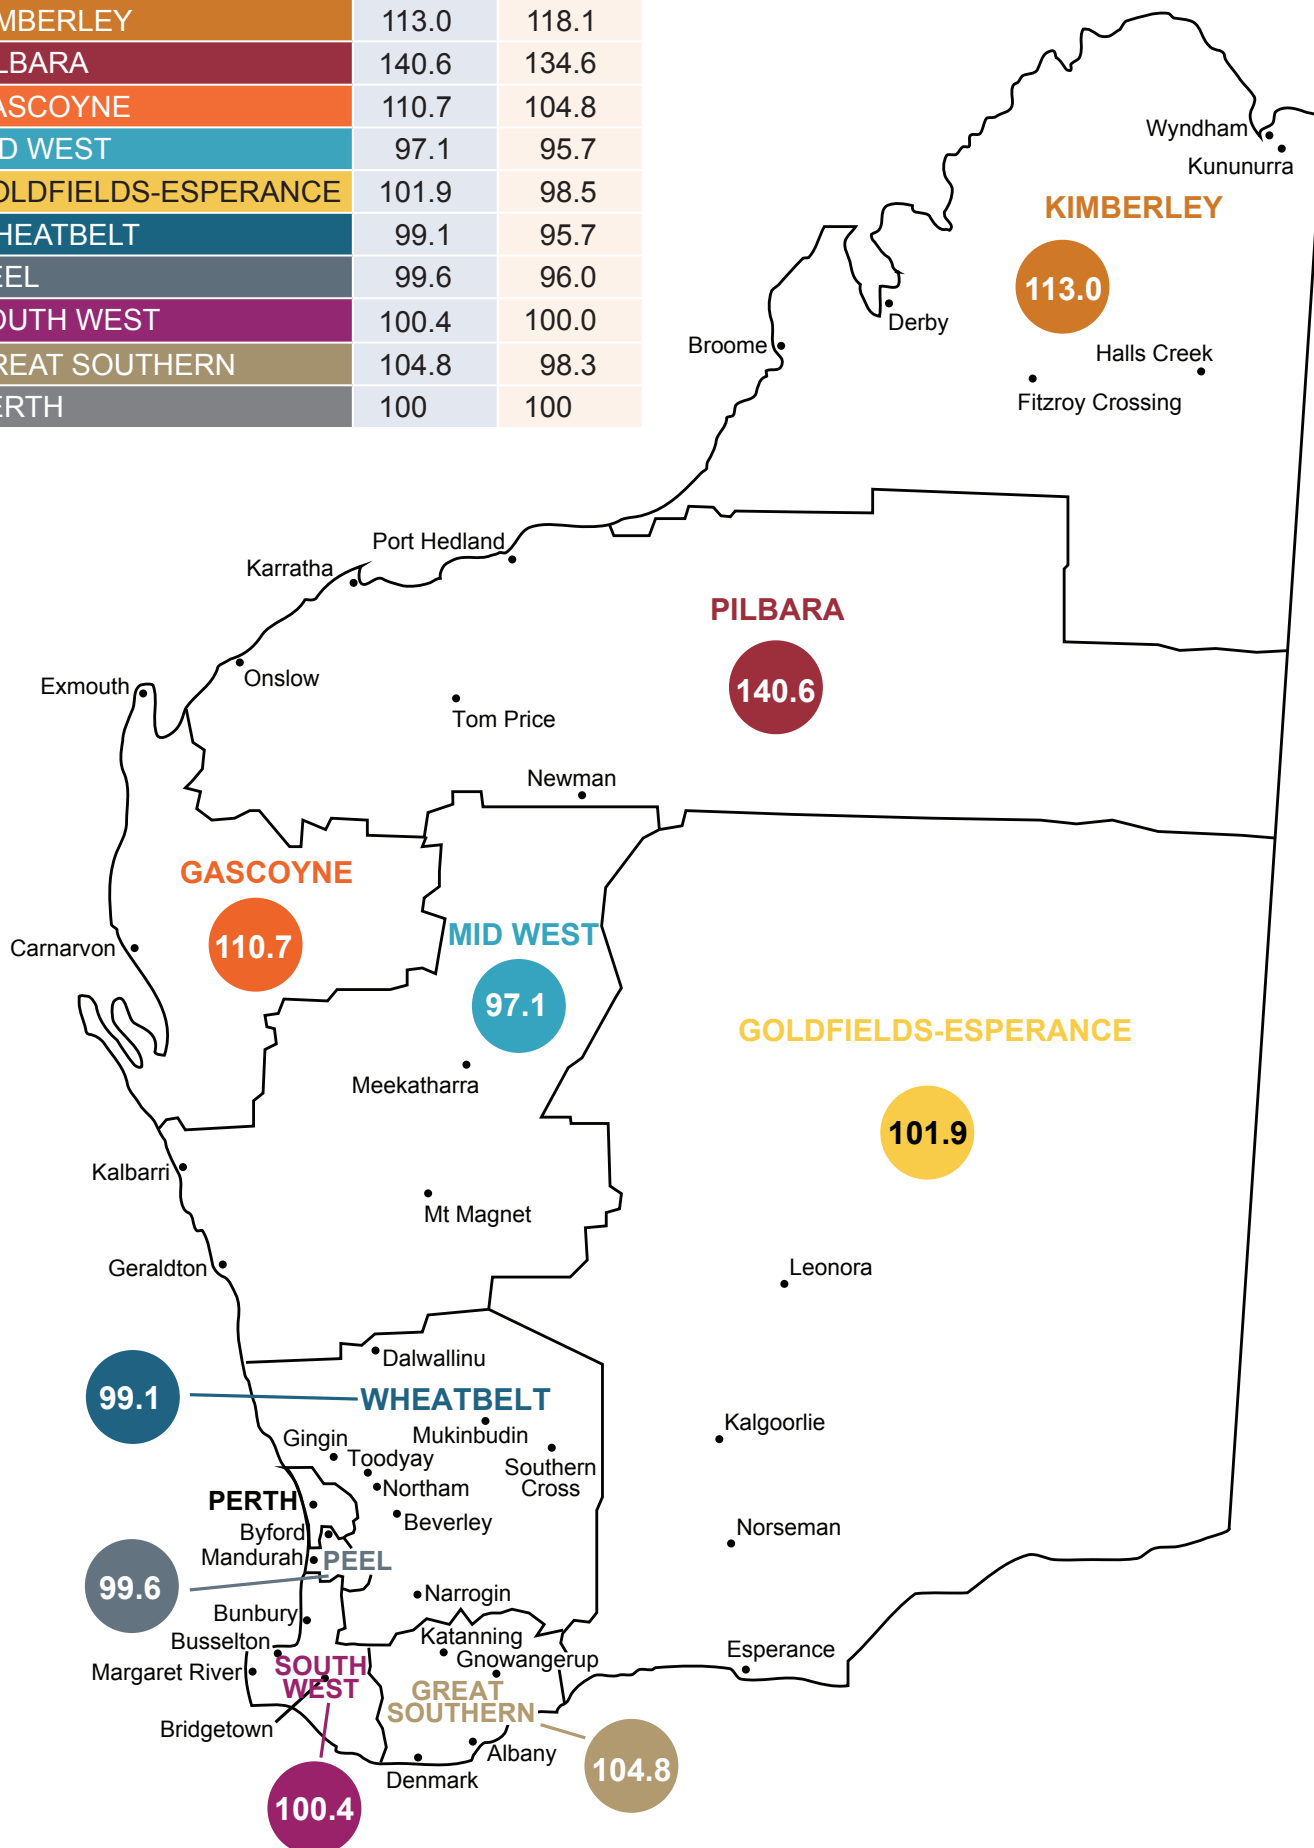 MBERLEY 113.0 118.1
LBARA 140.6 134.6
ASCOYNE 110.7 104.8
D WEST 97.1 95.7
OLDFIELDS-ESPERANCE 101.9 98.5
HEATBELT 99.1 95.7
EEL 99.6 96.0
OUTH WEST 100.4 100.0
REAT SOUTHERN 104.8 98.3
ERTH 100 100
Wyndham
Kununurra
KIMBERLEY
113.0
Derby
Broome
Halls Creek
Fitzroy Crossing
Port Hedland
Karratha
PILBARA
140.6
Onslow
Exmouth
Tom Price
Newman
GASCOYNE
110.7
Carnarvon
MID WEST
97.1
GOLDFIELDS-ESPERANCE
101.9
Meekatharra
Kalbarri
Mt Magnet
Geraldton
Leonora
Dalwallinu
99.1
WHEATBELT
Mukinbudin
Kalgoorlie
Gingin
Toodyay
Southern
Cross
Northam
PERTH
Beverley
Byford
Norseman
Mandurah
PEEL
99.6
Narrogin
Bunbury
Katanning
Busselton
Gnowangerup
Esperance
Margaret River
SOUTH
WEST
GREAT
SOUTHERN
Bridgetown
Albany
Denmark
104.8
100.4